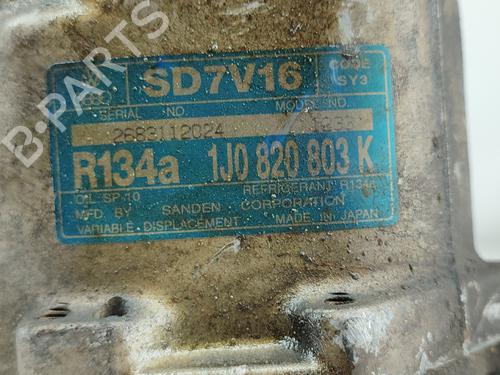 SD7V16
CODE
SY3
SERIAL NO.
MODEL NO.
2683112024
1233
R134a 1J0 820 803 K
OIL SP-10
REFRIGERANT R134A
MFD BY SANDEN CORPORATION
VARIABLE DISPLACEMENT MADE IN JAPAN